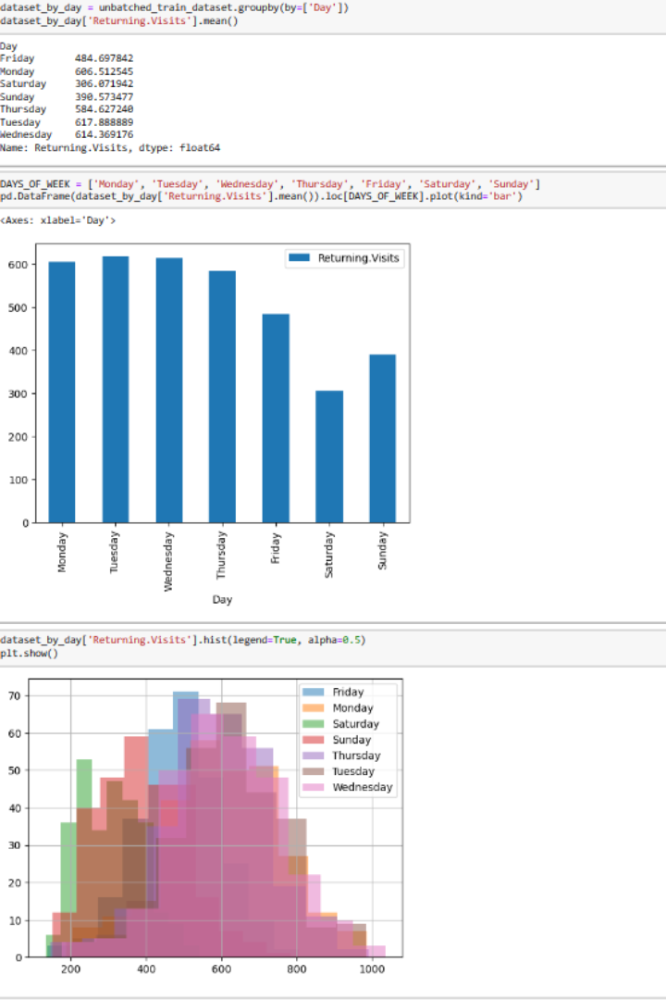 dataset_by_day = unbatched_train_dataset.groupby(by=['Day'])
dataset_by_day['Returning.Visits'].mean()
Day
Friday 484.697842
Monday 606.512545
Saturday 306.071942
Sunday 390.573477
Thursday 584.627240
Tuesday 617.888889
Wednesday 614.369176
Name: Returning.Visits, dtype: float64
DAYS_OF_WEEK = ['Monday', 'Tuesday', 'Wednesday', 'Thursday', 'Friday', 'Saturday', 'Sunday']
pd.DataFrame(dataset_by_day['Returning.Visits'].mean()).loc[DAYS_OF_WEEK].plot(kind='bar')
<Axes: xlabel='Day'>
Returning.Visits
600
500
400
300
200
100
0
Monday
Tuesday
Wednesday
Thursday
Friday
Saturday
Sunday
Day
dataset_by_day['Returning.Visits'].hist(legend=True, alpha=0.5)
plt.show()
Friday
Monday
Saturday
Sunday
Thursday
Tuesday
Wednesday
70
60
50
40
30
20
10
0
200 400 600 800 1000